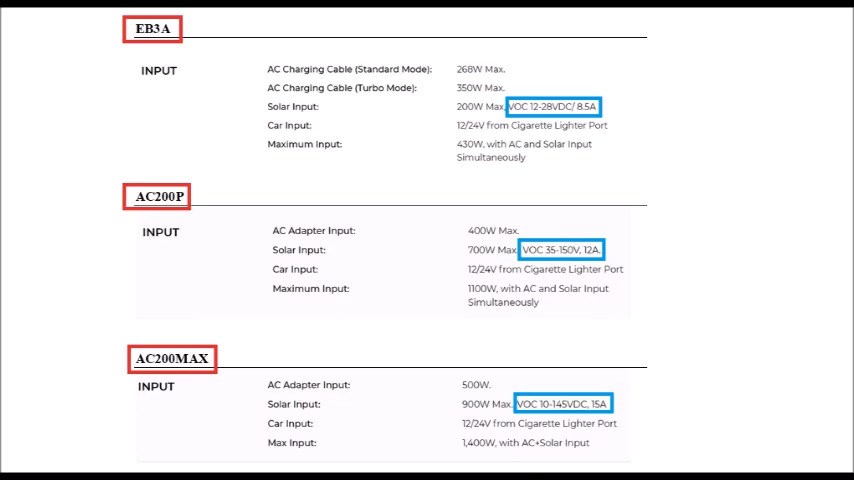 EB3A
INPUT
AC Charging Cable (Standard Mode): 268W Max.
AC Charging Cable (Turbo Mode): 350W Max.
Solar Input: 200W Max, VOC 12-28VDC/ 8.5A
Car Input: 12/24V from Cigarette Lighter Port
Maximum Input: 430W, with AC and Solar Input
Simultaneously
AC200P
INPUT
AC Adapter Input: 400W Max.
Solar Input: 700W Max, VOC 35-150V, 12A.
Car Input: 12/24V from Cigarette Lighter Port
Maximum Input: 1100W, with AC and Solar Input
Simultaneously
AC200MAX
INPUT
AC Adapter Input: 500W.
Solar Input: 900W Max, VOC 10-145VDC, 15A
Car Input: 12/24V from Cigarette Lighter Port
Max Input: 1,400W, with AC+Solar Input